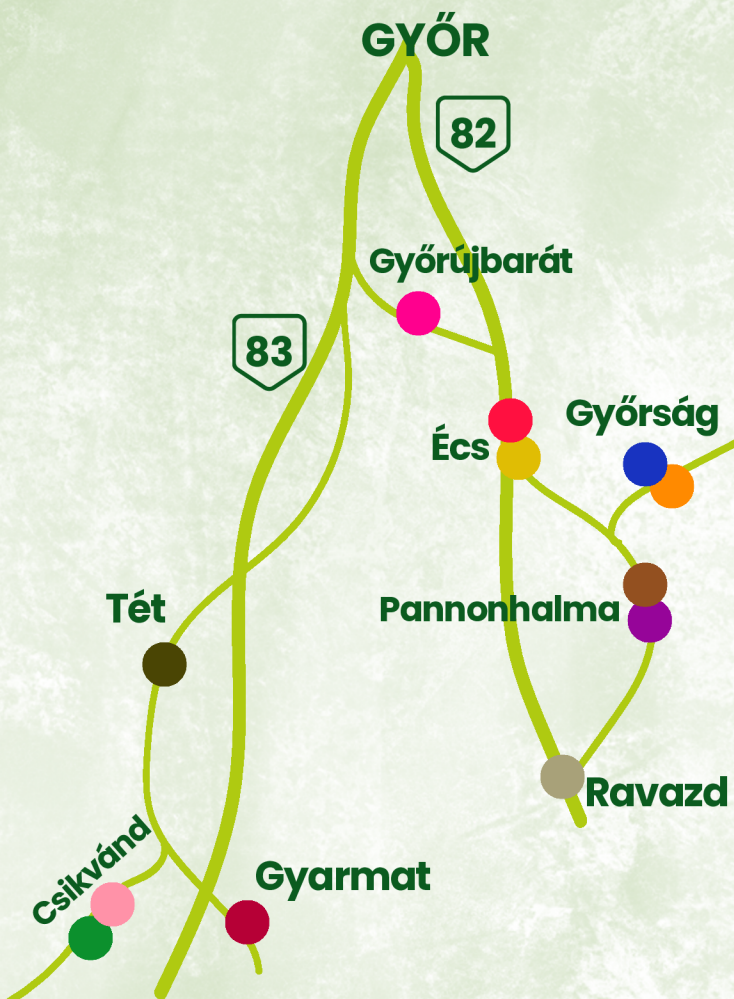 GYŐR
82
Győrújbarát
83
Győrság
Écs
Tét
Pannonhalma
Ravazd
Csikvánd
Gyarmat